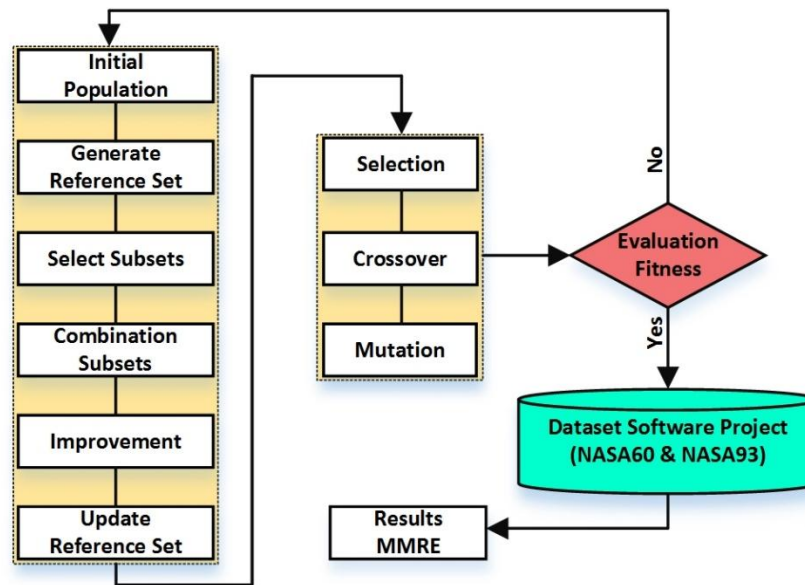 Initial
Population
Generate
Reference Set
Select Subsets
Combination
Subsets
Improvement
Update
Reference Set
Selection
Crossover
Mutation
No
Evaluation
Fitness
Yes
Dataset Software Project
(NASA60 & NASA93)
Results
MMRE